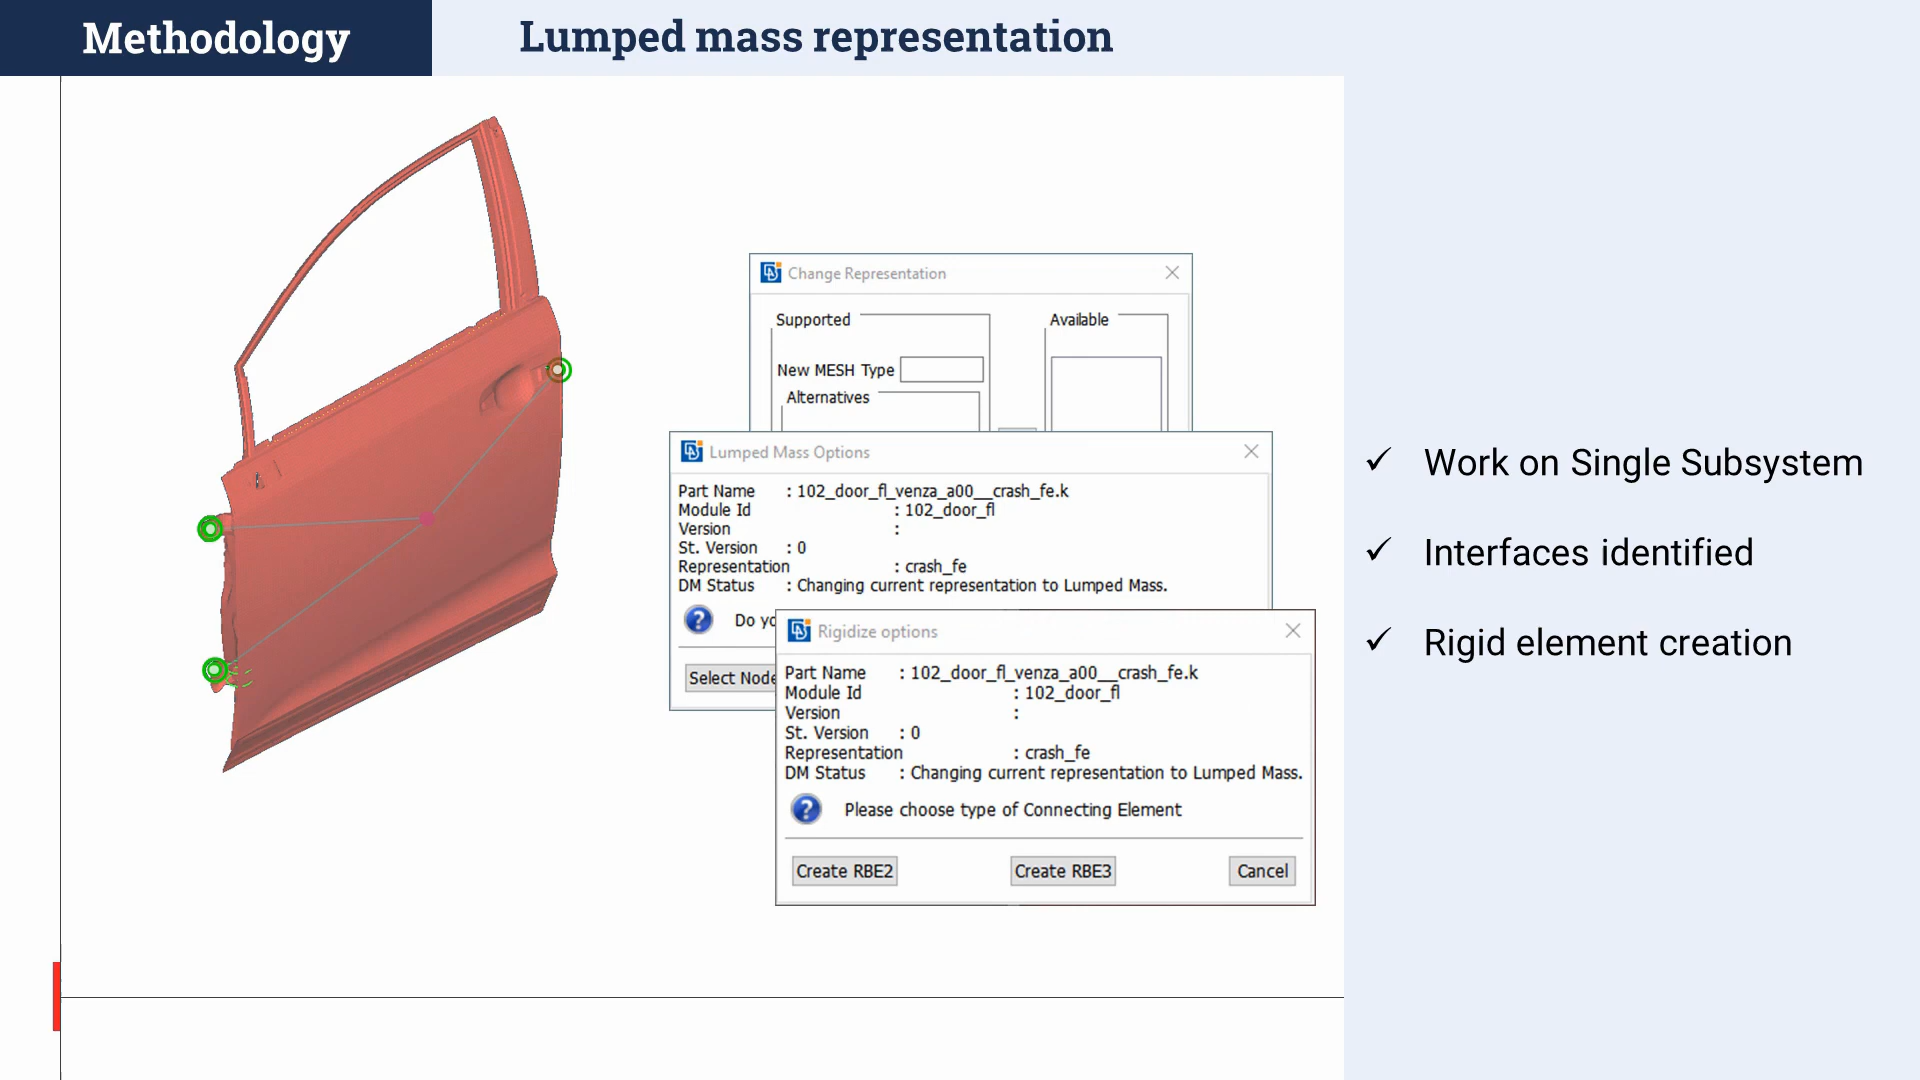 Methodology
Lumped mass representation
Change Representation
Supported
Available
New MESH Type
Alternatives
Lumped Mass Options
Part Name : 102_door_fl_venza_a00__crash_fe.k
Module Id : 102_door_fl
Version :
St. Version : 0
Representation : crash_fe
DM Status : Changing current representation to Lumped Mass.
Do yo
Select Node
Rigidize options
Part Name : 102_door_fl_venza_a00__crash_fe.k
Module Id : 102_door_fl
Version :
St. Version : 0
Representation : crash_fe
DM Status : Changing current representation to Lumped Mass.
Please choose type of Connecting Element
Create RBE2
Create RBE3
Cancel
Work on Single Subsystem
Interfaces identified
Rigid element creation